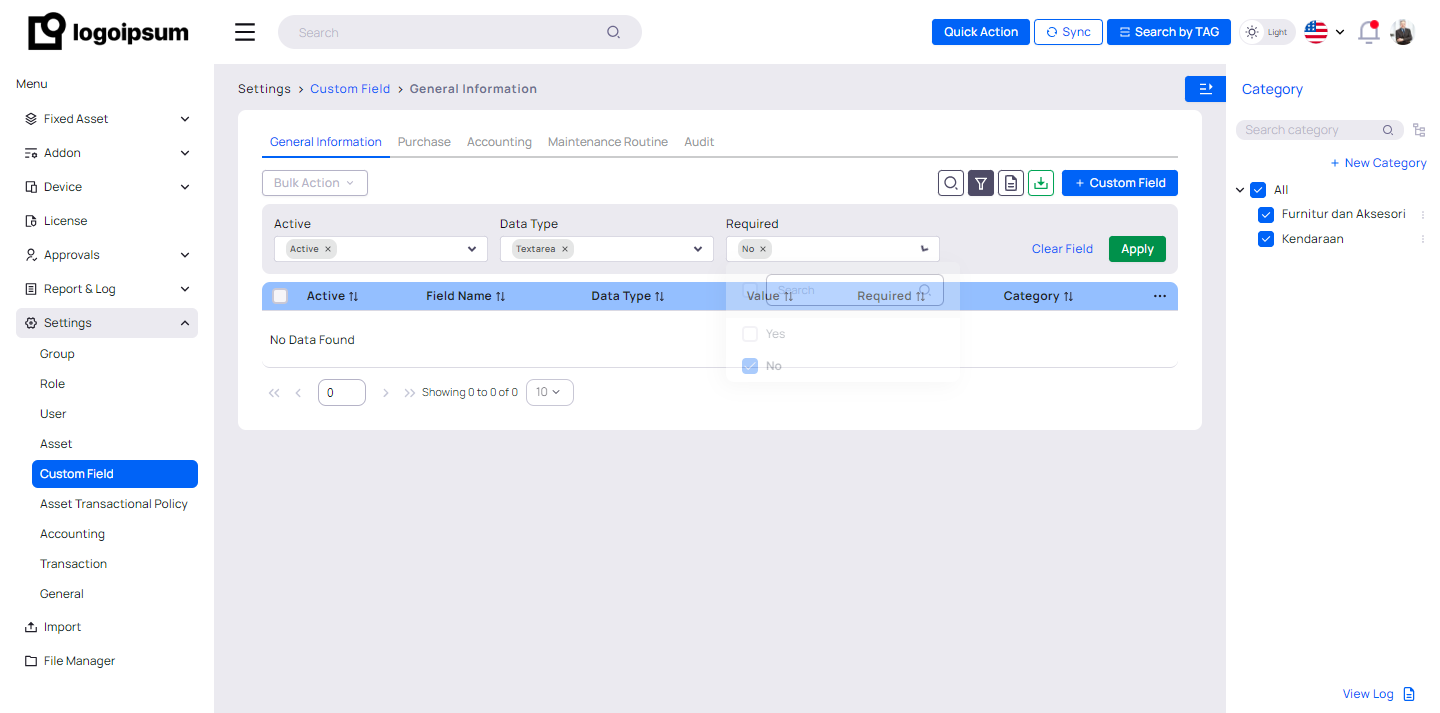 logoipsum
Search
Quick Action
Sync
Search by TAG
Light
Menu
Fixed Asset
Addon
Device
License
Approvals
Report & Log
Settings
Group
Role
User
Asset
Custom Field
Asset Transactional Policy
Accounting
Transaction
General
Import
File Manager
Settings > Custom Field > General Information
General Information Purchase Accounting Maintenance Routine Audit
Bulk Action
+ Custom Field
Active Data Type Required
Active × Textarea × No ×
Clear Field Apply
Search
Active Field Name Data Type Value Required Category
No Data Found
Yes
No
0 Showing 0 to 0 of 0 10
Category
Search category
+ New Category
All
Furnitur dan Aksesori
Kendaraan
View Log